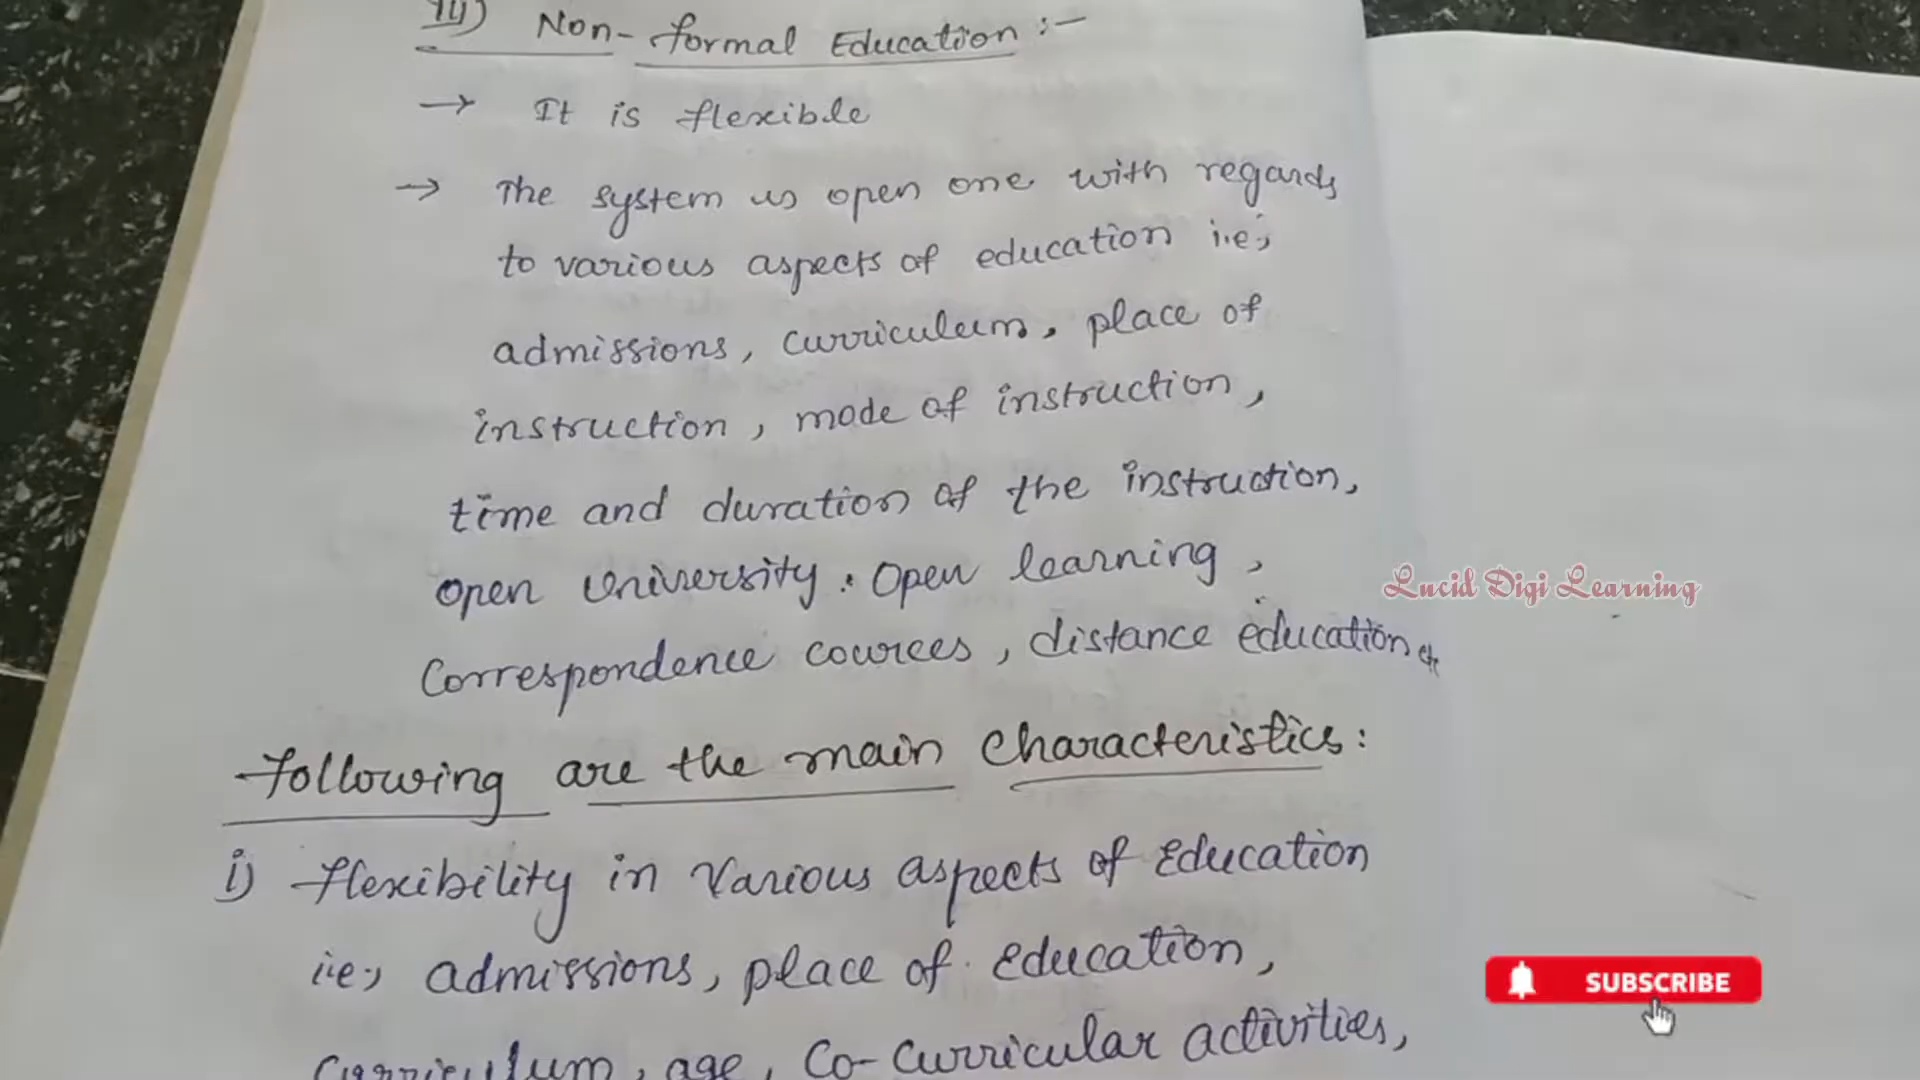 Non-formal Education :-
→ It is flexible
→ The system is open one with regards
to various aspects of education i.e;
admissions, curriculum, place of
instruction, mode of instruction,
time and duration of the instruction,
open University. Open learning,
Correspondence cources, distance education
Following are the main Characteristics:
i) Flexibility in Various aspects of Education
i.e; admissions, place of Education,
Curriculum, age, Co-Curricular activities,
Lucid Digi Learning
SUBSCRIBE